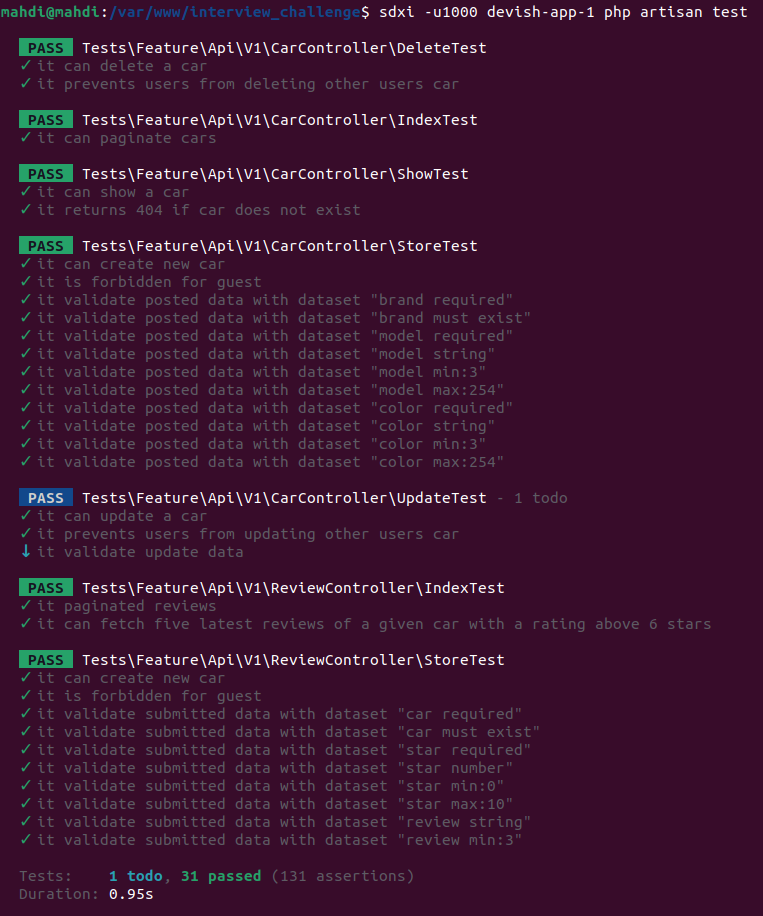 mahdi@mahdi:/var/www/interview_challenge$ sdxi -u1000 devish-app-1 php artisan test
PASS Tests\Feature\Api\V1\CarController\DeleteTest
✓ it can delete a car
✓ it prevents users from deleting other users car
PASS Tests\Feature\Api\V1\CarController\IndexTest
✓ it can paginate cars
PASS Tests\Feature\Api\V1\CarController\ShowTest
✓ it can show a car
✓ it returns 404 if car does not exist
PASS Tests\Feature\Api\V1\CarController\StoreTest
✓ it can create new car
✓ it is forbidden for guest
✓ it validate posted data with dataset "brand required"
✓ it validate posted data with dataset "brand must exist"
✓ it validate posted data with dataset "model required"
✓ it validate posted data with dataset "model string"
✓ it validate posted data with dataset "model min:3"
✓ it validate posted data with dataset "model max:254"
✓ it validate posted data with dataset "color required"
✓ it validate posted data with dataset "color string"
✓ it validate posted data with dataset "color min:3"
✓ it validate posted data with dataset "color max:254"
PASS Tests\Feature\Api\V1\CarController\UpdateTest - 1 todo
✓ it can update a car
✓ it prevents users from updating other users car
↓ it validate update data
PASS Tests\Feature\Api\V1\ReviewController\IndexTest
✓ it paginated reviews
✓ it can fetch five latest reviews of a given car with a rating above 6 stars
PASS Tests\Feature\Api\V1\ReviewController\StoreTest
✓ it can create new car
✓ it is forbidden for guest
✓ it validate submitted data with dataset "car required"
✓ it validate submitted data with dataset "car must exist"
✓ it validate submitted data with dataset "star required"
✓ it validate submitted data with dataset "star number"
✓ it validate submitted data with dataset "star min:0"
✓ it validate submitted data with dataset "star max:10"
✓ it validate submitted data with dataset "review string"
✓ it validate submitted data with dataset "review min:3"
Tests: 1 todo, 31 passed (131 assertions)
Duration: 0.95s